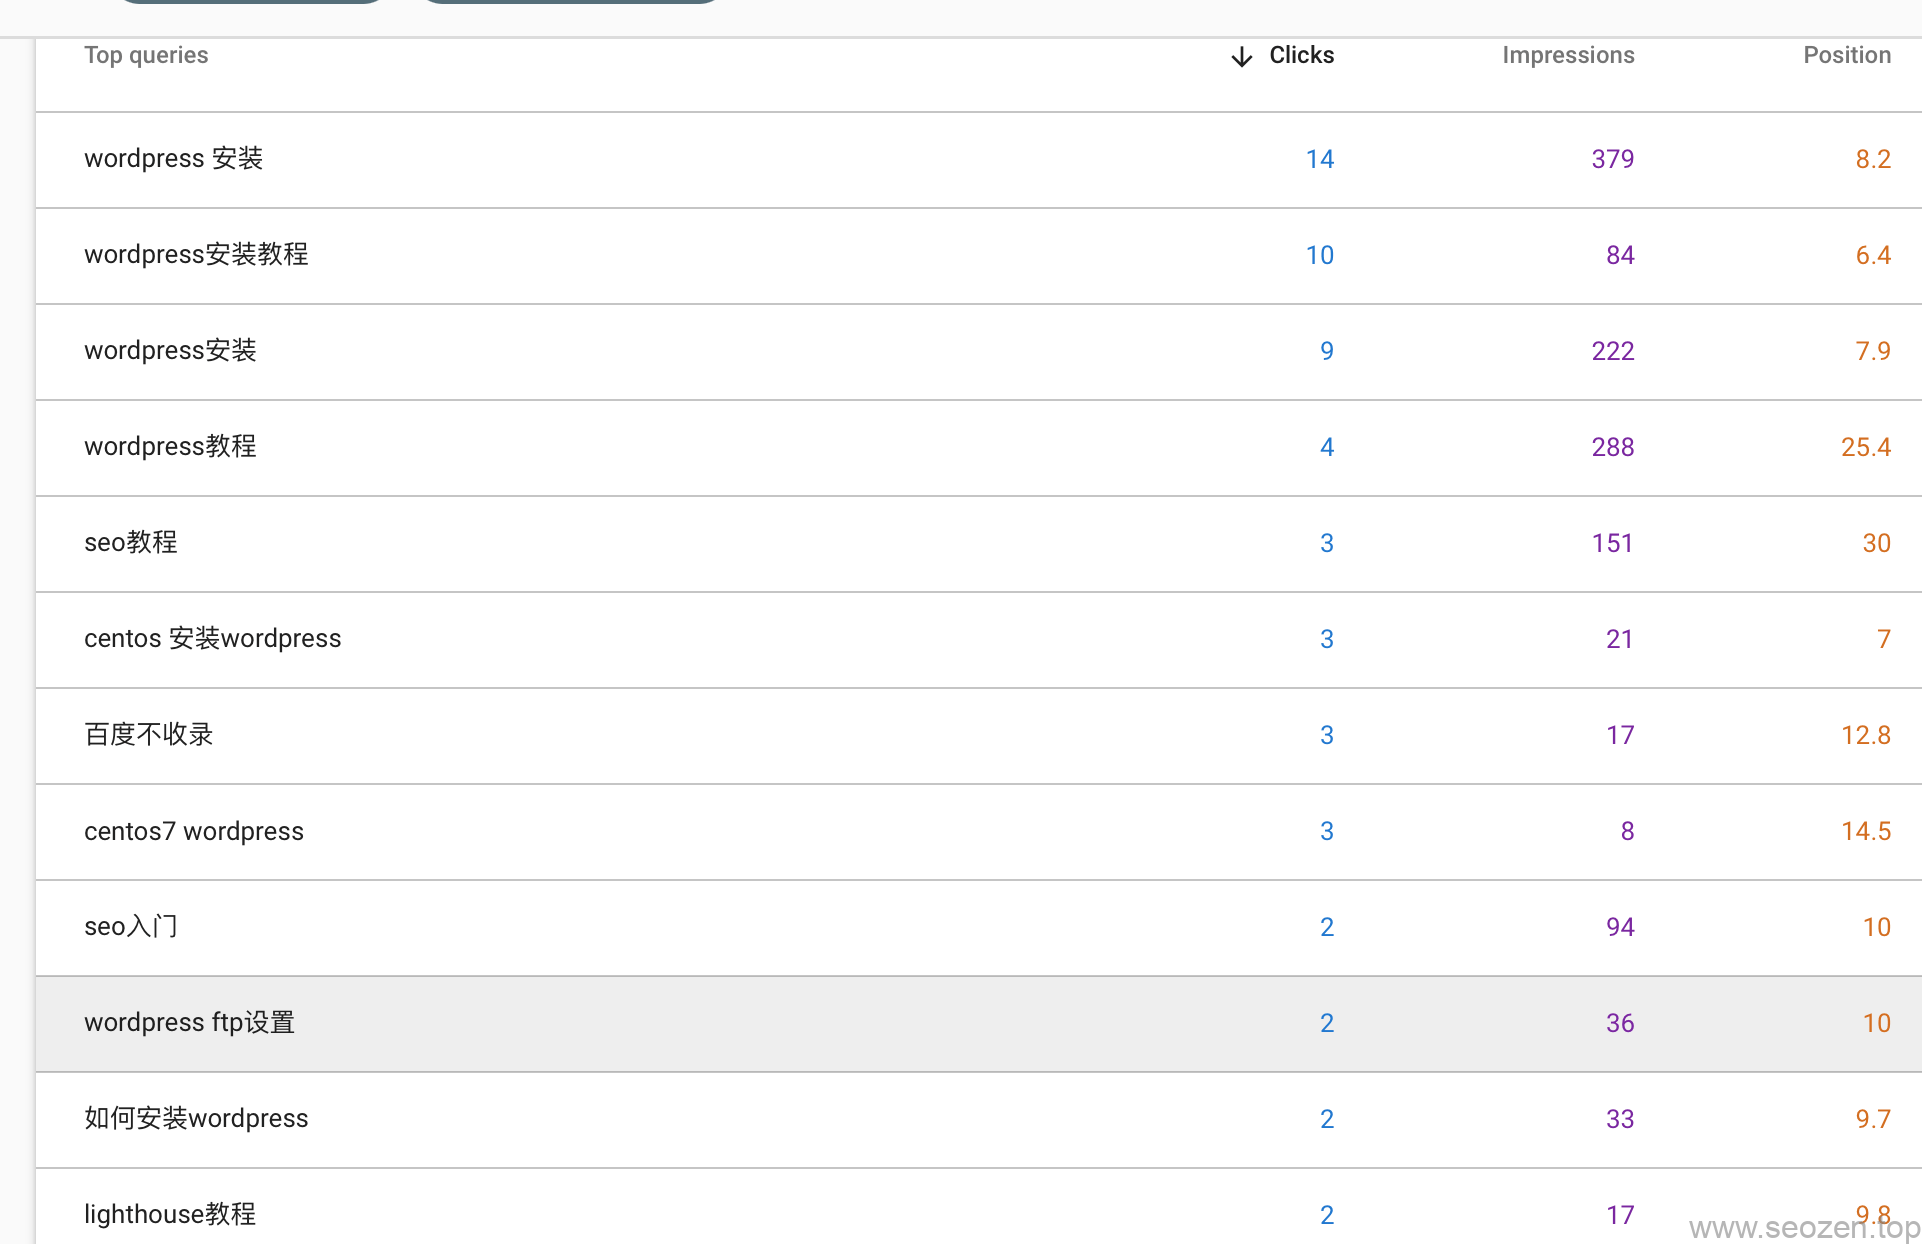 Top queries ↓ Clicks Impressions Position
wordpress 安装 14 379 8.2
wordpress安装教程 10 84 6.4
wordpress安装 9 222 7.9
wordpress教程 4 288 25.4
seo教程 3 151 30
centos 安装wordpress 3 21 7
百度不收录 3 17 12.8
centos7 wordpress 3 8 14.5
seo入门 2 94 10
wordpress ftp设置 2 36 10
如何安装wordpress 2 33 9.7
lighthouse教程 2 17 9.8
www.seozen.top